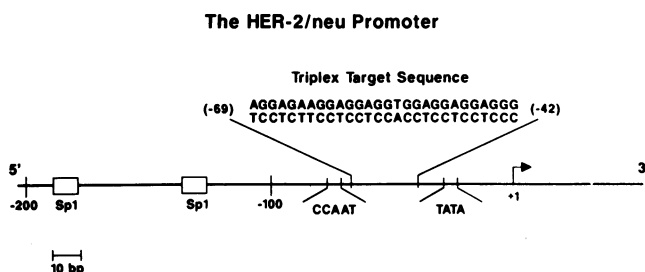 The HER-2/neu Promoter
Triplex Target Sequence
(-69) AGGAGAAGGAGGAGGTGGAGGAGGAGGG (-42)
TCCTCTTCCTCCTCCACCTCCTCCTCCC
5' 3
-200 Sp1 Sp1 -100 CCAAT TATA +1
10 bp